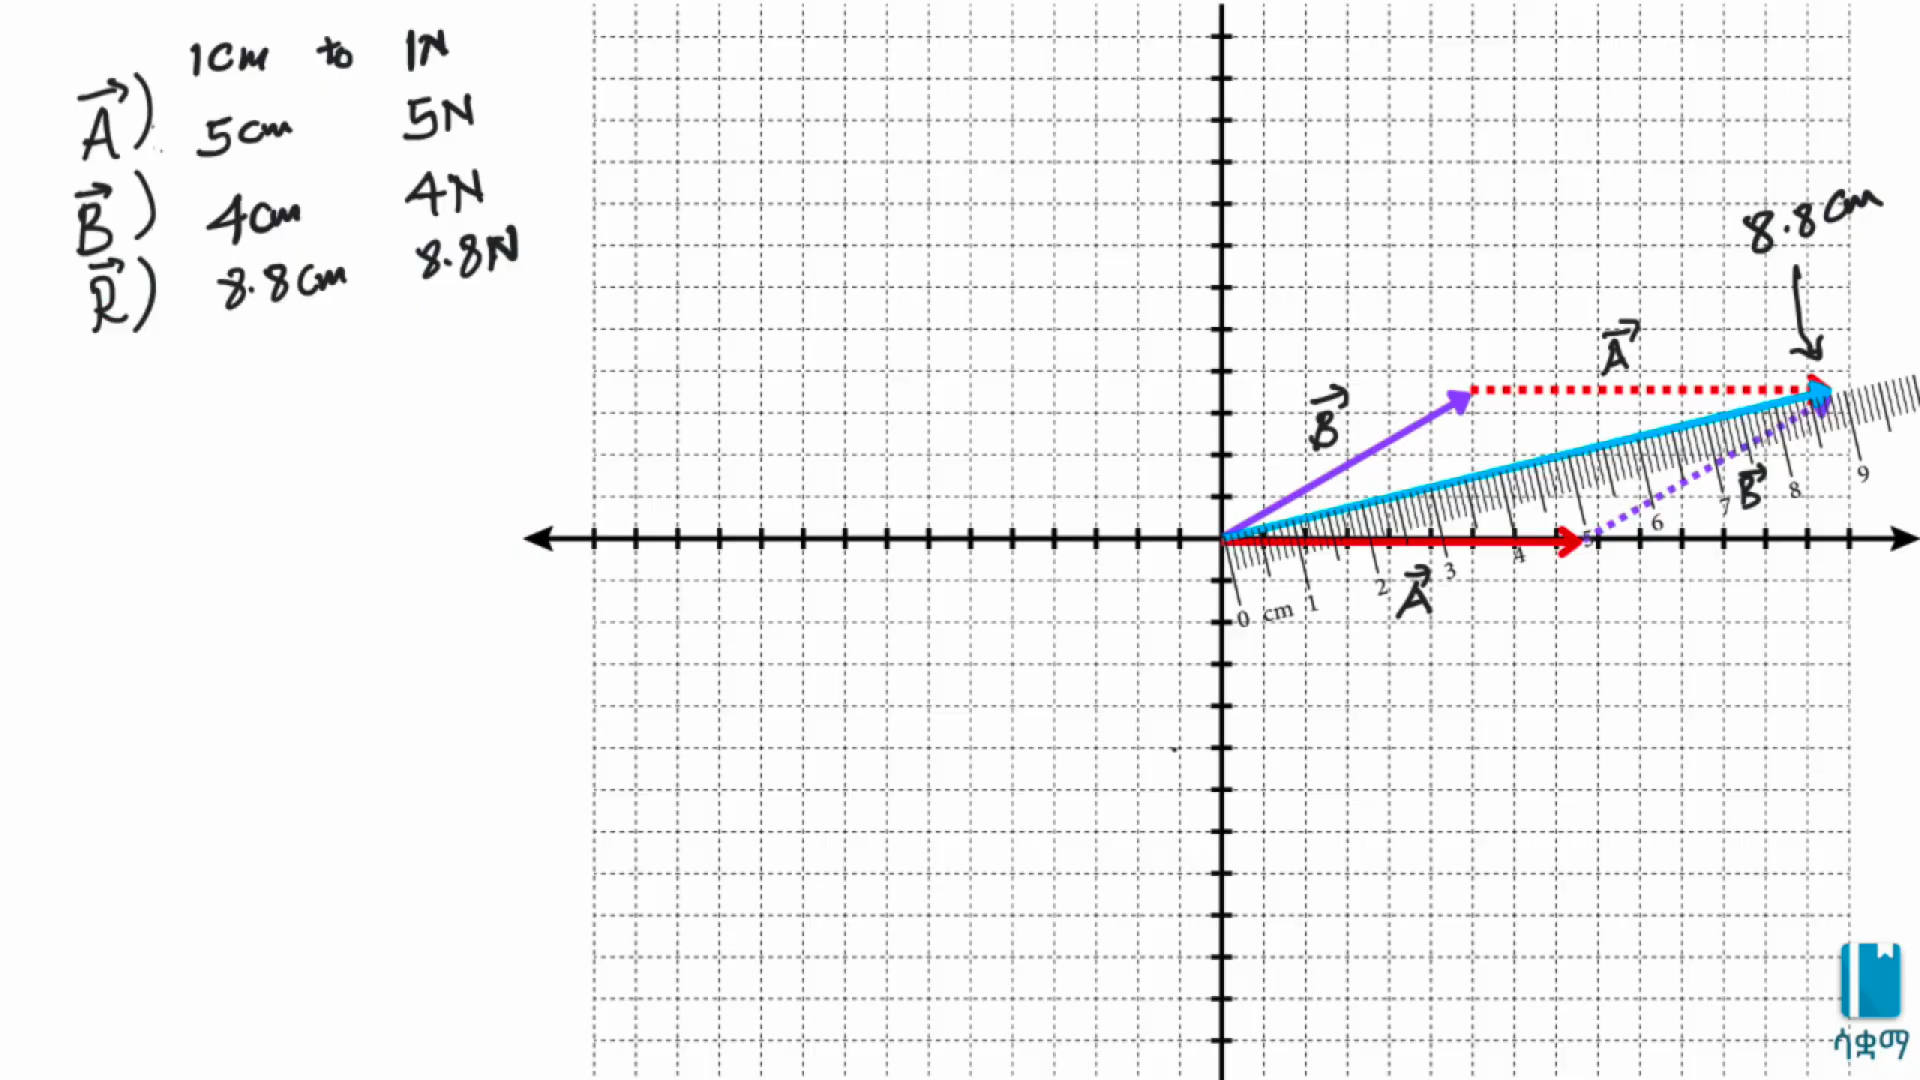 1cm to 1N
A) 5cm 5N
B) 4cm 4N
R) 8.8cm 8.8N
8.8cm
A
B
B
A
0 cm 1 2 3 4 5 6 7 8 9
ሳቋማ